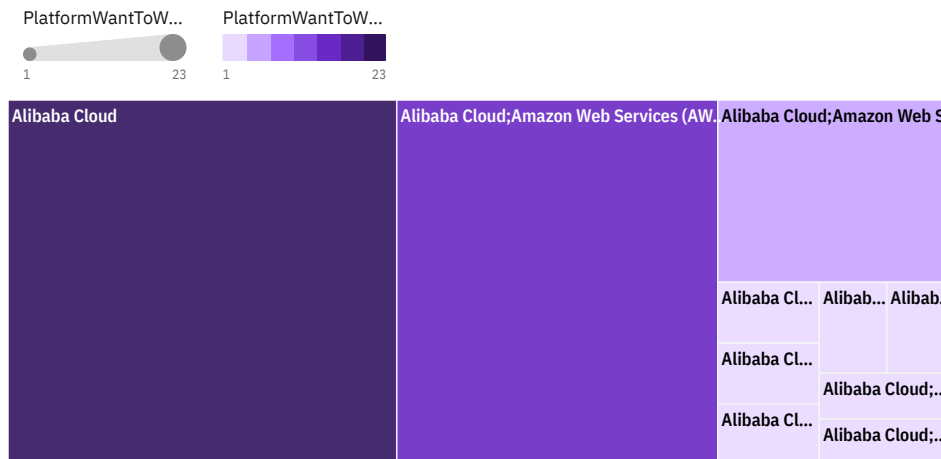 PlatformWantToW... PlatformWantToW...
1 23 1 23
Alibaba Cloud
Alibaba Cloud;Amazon Web Services (AW...
Alibaba Cloud;Amazon Web S
Alibaba Cl...
Alibab...
Alibab.
Alibaba Cl...
Alibaba Cloud;..
Alibaba Cl...
Alibaba Cloud;..